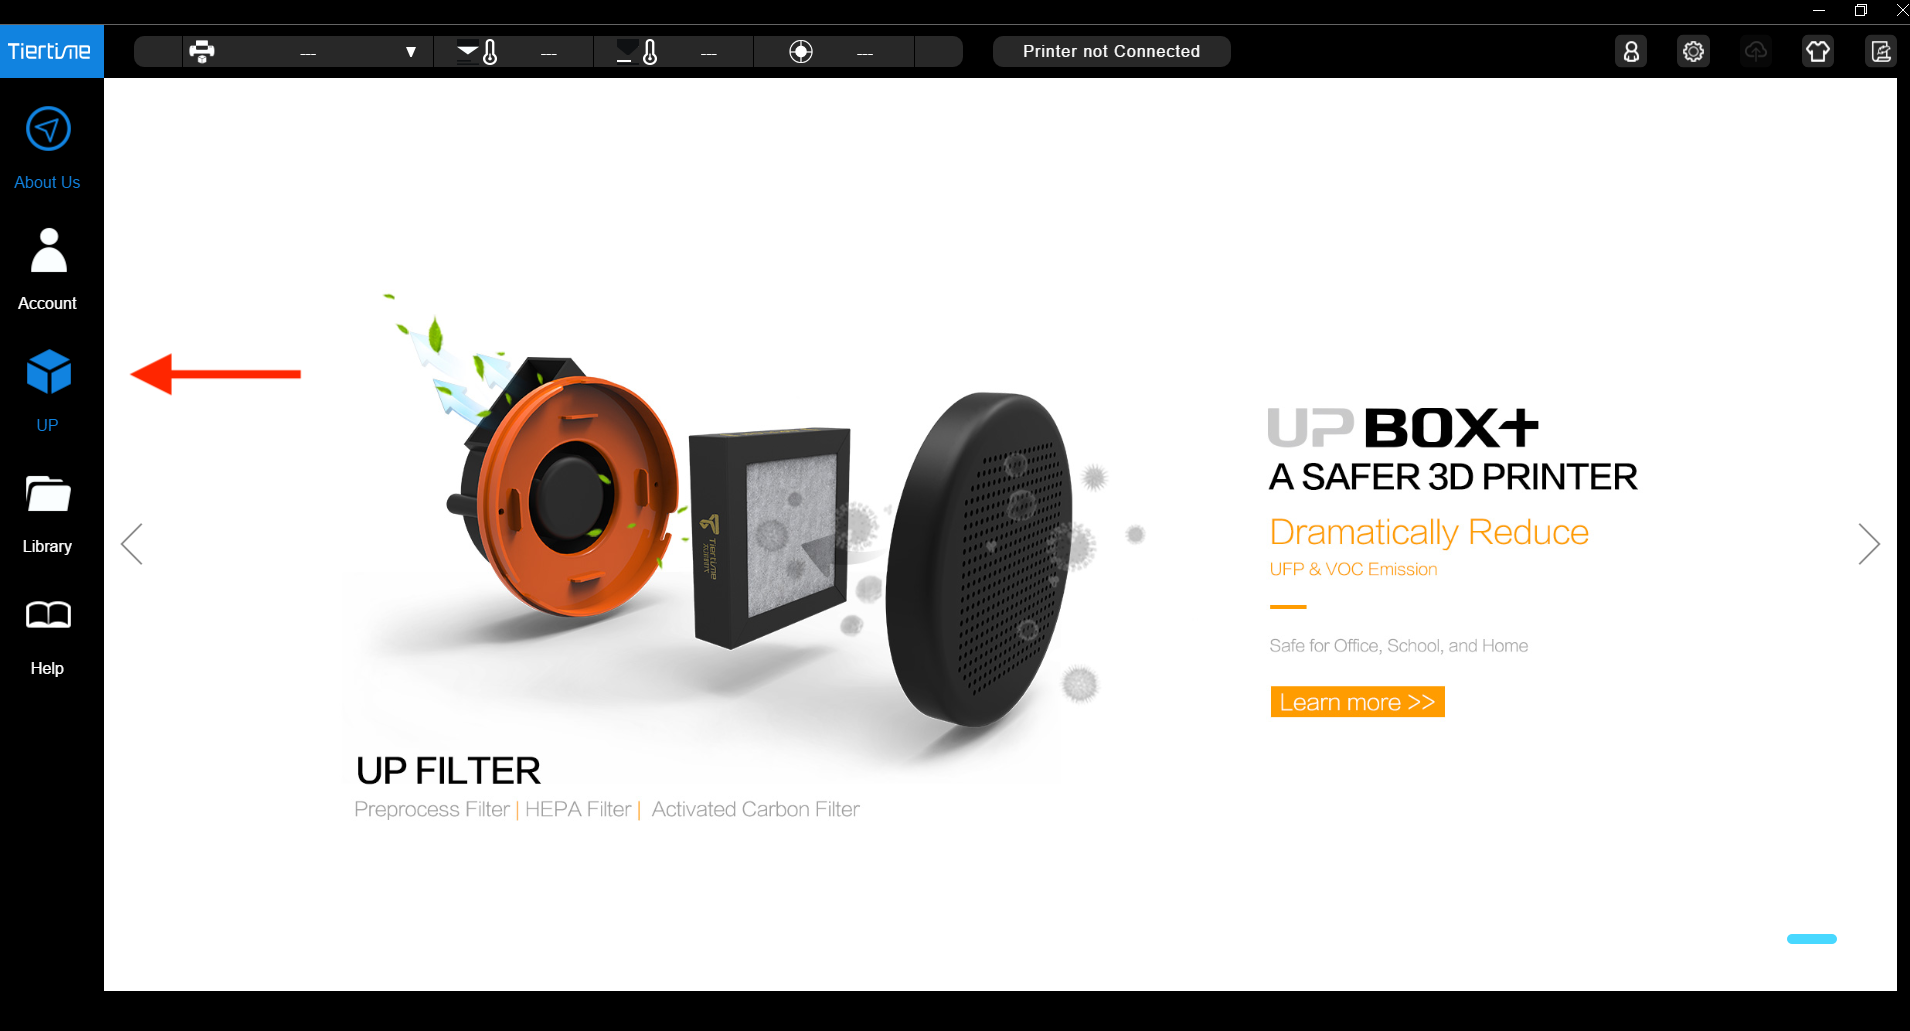 Tiertime
---
---
---
---
Printer not Connected
About Us
Account
UP
Library
Help
Tiertime
UP FILTER
Preprocess Filter | HEPA Filter | Activated Carbon Filter
UP BOX+
A SAFER 3D PRINTER
Dramatically Reduce
UFP & VOC Emission
Safe for Office, School, and Home
Learn more >>